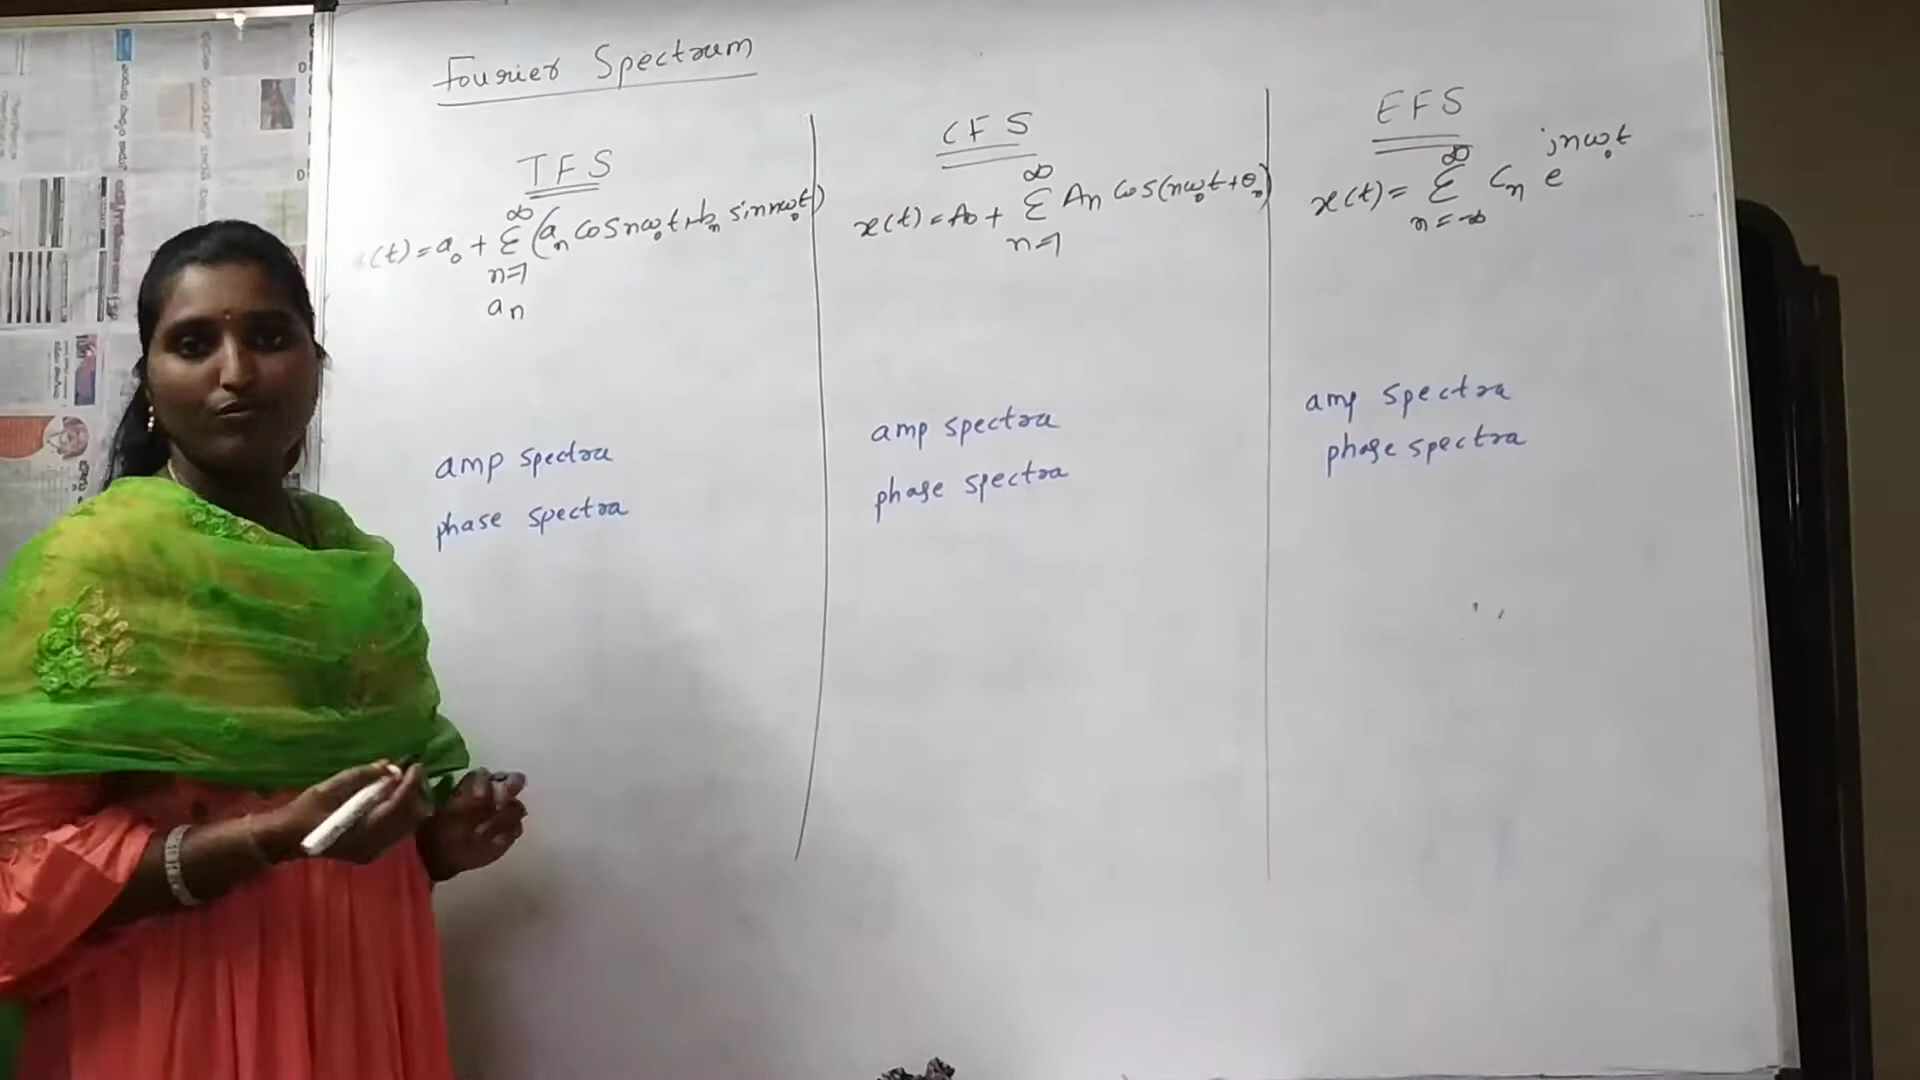 Fourier Spectrum
TFS
x(t) = a₀ + ∞ Σ n=1 (aₙ cos nω₀t + bₙ sin nω₀t)
aₙ
amp spectra
phase spectra
CFS
x(t) = A₀ + ∞ Σ n=1 Aₙ cos(nω₀t + θₙ)
amp spectra
phase spectra
EFS
x(t) = ∞ Σ n=-∞ Cₙ e^jnω₀t
amp spectra
phase spectra